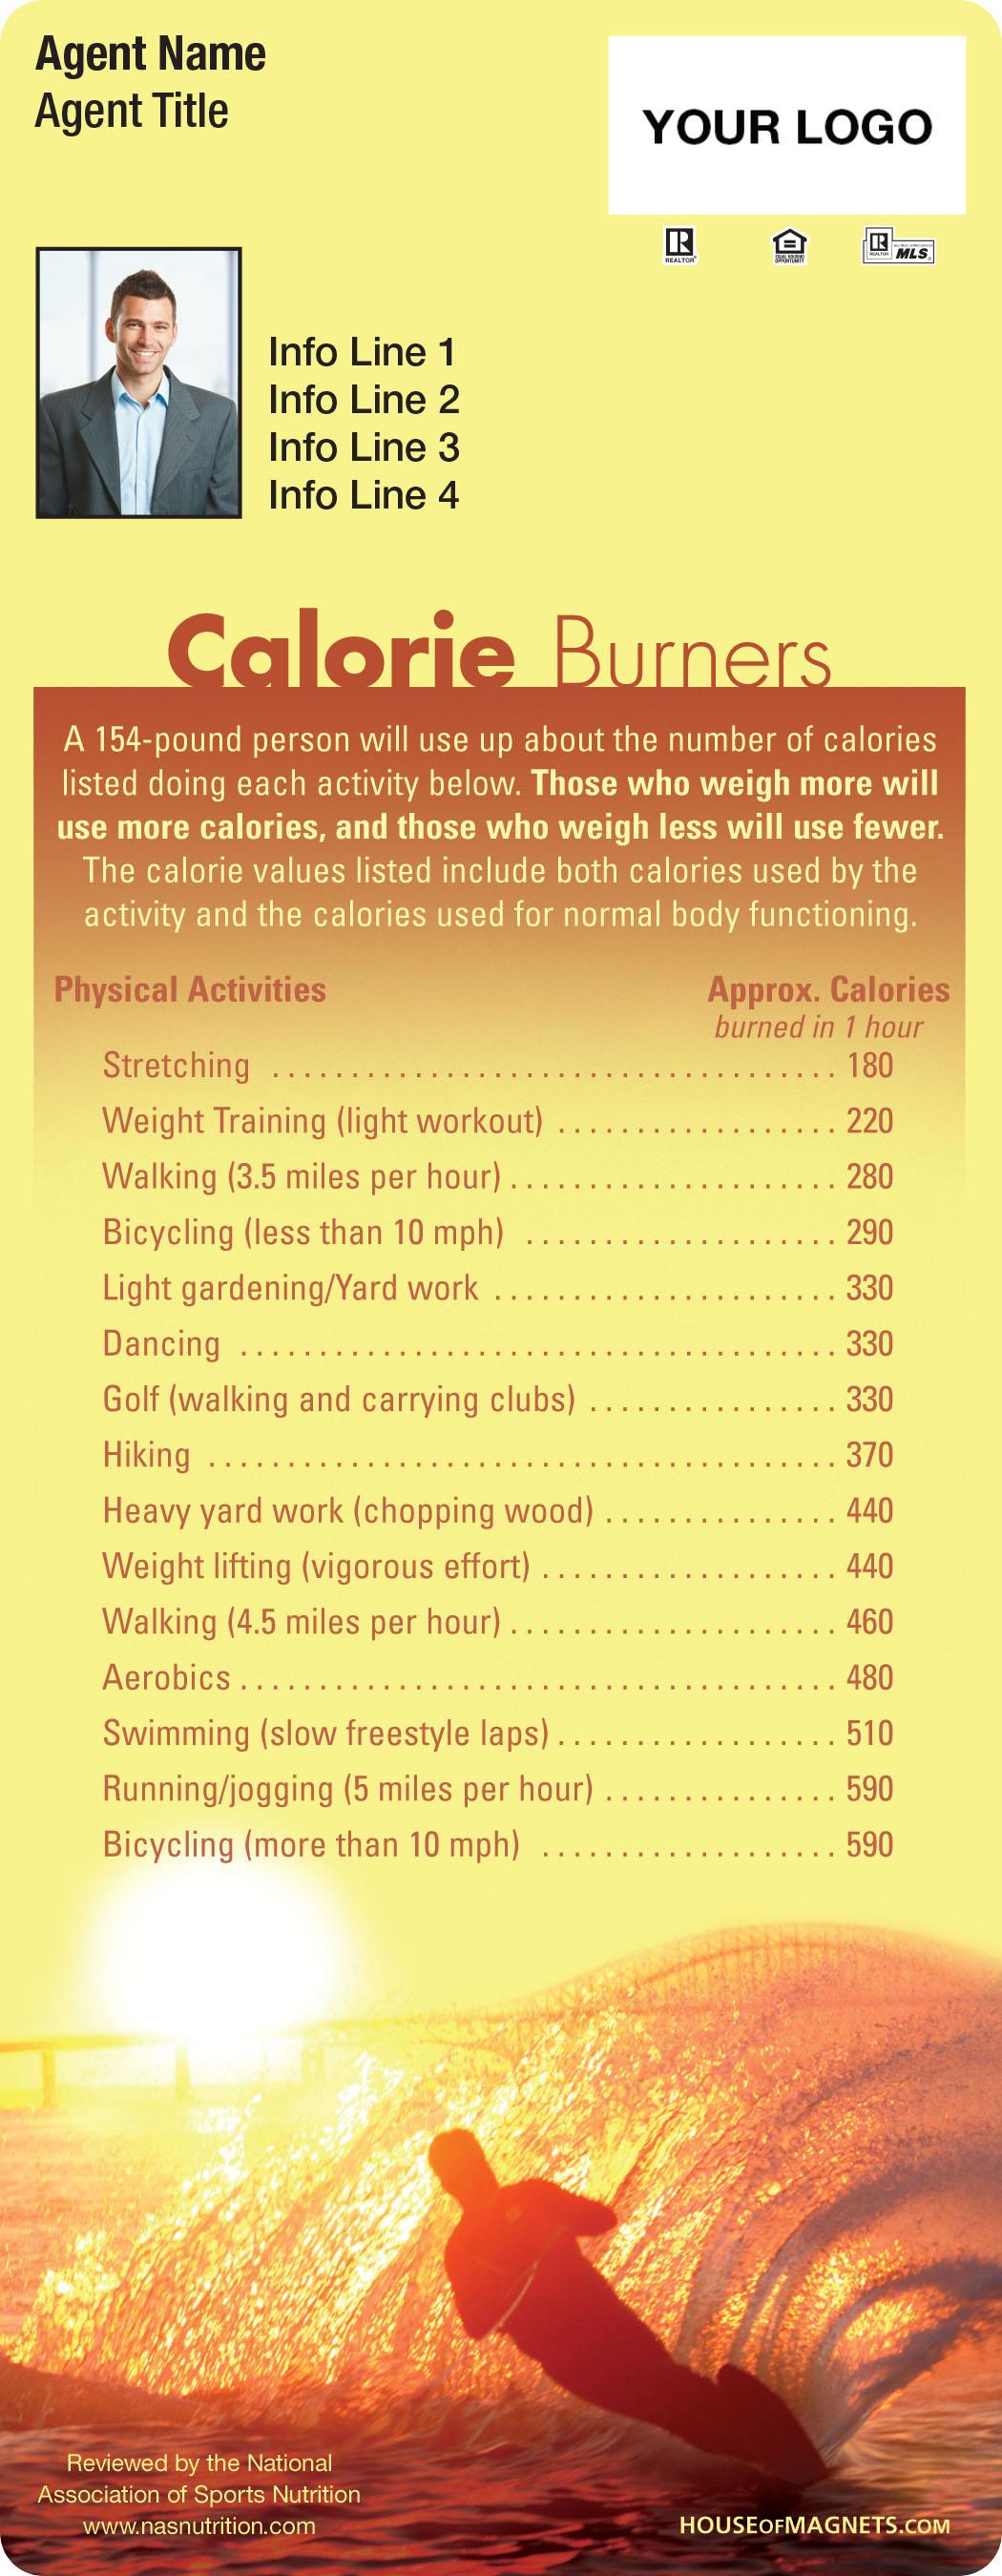 Agent Name
Agent Title
YOUR LOGO
REALTOR®
EQUAL HOUSING
OPPORTUNITY
REALTOR
MLS®
Info Line 1
Info Line 2
Info Line 3
Info Line 4
Calorie Burners
A 154-pound person will use up about the number of calories
listed doing each activity below. Those who weigh more will
use more calories, and those who weigh less will use fewer.
The calorie values listed include both calories used by the
activity and the calories used for normal body functioning.
Physical Activities Approx. Calories
burned in 1 hour
Stretching . . . . . . . . . . . . . . . . . . . . . . . . . . . . . . . . . . . . 180
Weight Training (light workout) . . . . . . . . . . . . . . . . . . 220
Walking (3.5 miles per hour) . . . . . . . . . . . . . . . . . . . . . 280
Bicycling (less than 10 mph) . . . . . . . . . . . . . . . . . . . . 290
Light gardening/Yard work . . . . . . . . . . . . . . . . . . . . . . 330
Dancing . . . . . . . . . . . . . . . . . . . . . . . . . . . . . . . . . . . . . . 330
Golf (walking and carrying clubs) . . . . . . . . . . . . . . . . 330
Hiking . . . . . . . . . . . . . . . . . . . . . . . . . . . . . . . . . . . . . . . . 370
Heavy yard work (chopping wood) . . . . . . . . . . . . . . . 440
Weight lifting (vigorous effort) . . . . . . . . . . . . . . . . . . . 440
Walking (4.5 miles per hour) . . . . . . . . . . . . . . . . . . . . . 460
Aerobics . . . . . . . . . . . . . . . . . . . . . . . . . . . . . . . . . . . . . . 480
Swimming (slow freestyle laps) . . . . . . . . . . . . . . . . . . 510
Running/jogging (5 miles per hour) . . . . . . . . . . . . . . . 590
Bicycling (more than 10 mph) . . . . . . . . . . . . . . . . . . . 590
Reviewed by the National
Association of Sports Nutrition
www.nasnutrition.com
HOUSEOFMAGNETS.COM